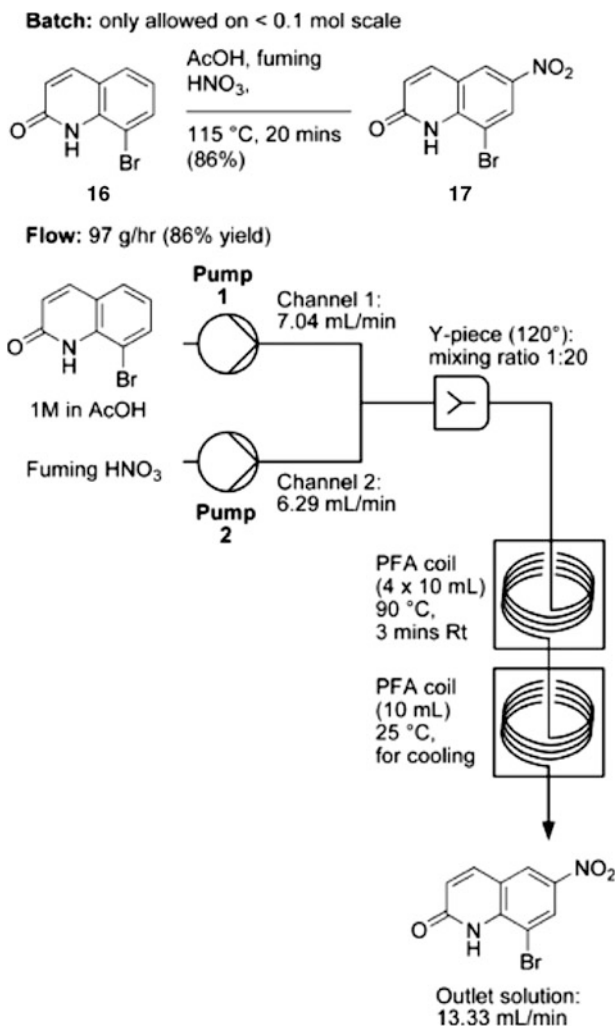 Batch: only allowed on < 0.1 mol scale
AcOH, fuming
HNO₃,
115 °C, 20 mins
(86%)
O
NH
Br
16
NO₂
O
NH
Br
17
Flow: 97 g/hr (86% yield)
O
NH
Br
1M in AcOH
Pump
1
Channel 1:
7.04 mL/min
Fuming HNO₃
Pump
2
Channel 2:
6.29 mL/min
Y-piece (120°):
mixing ratio 1:20
PFA coil
(4 x 10 mL)
90 °C,
3 mins Rt
PFA coil
(10 mL)
25 °C,
for cooling
NO₂
O
NH
Br
Outlet solution:
13.33 mL/min